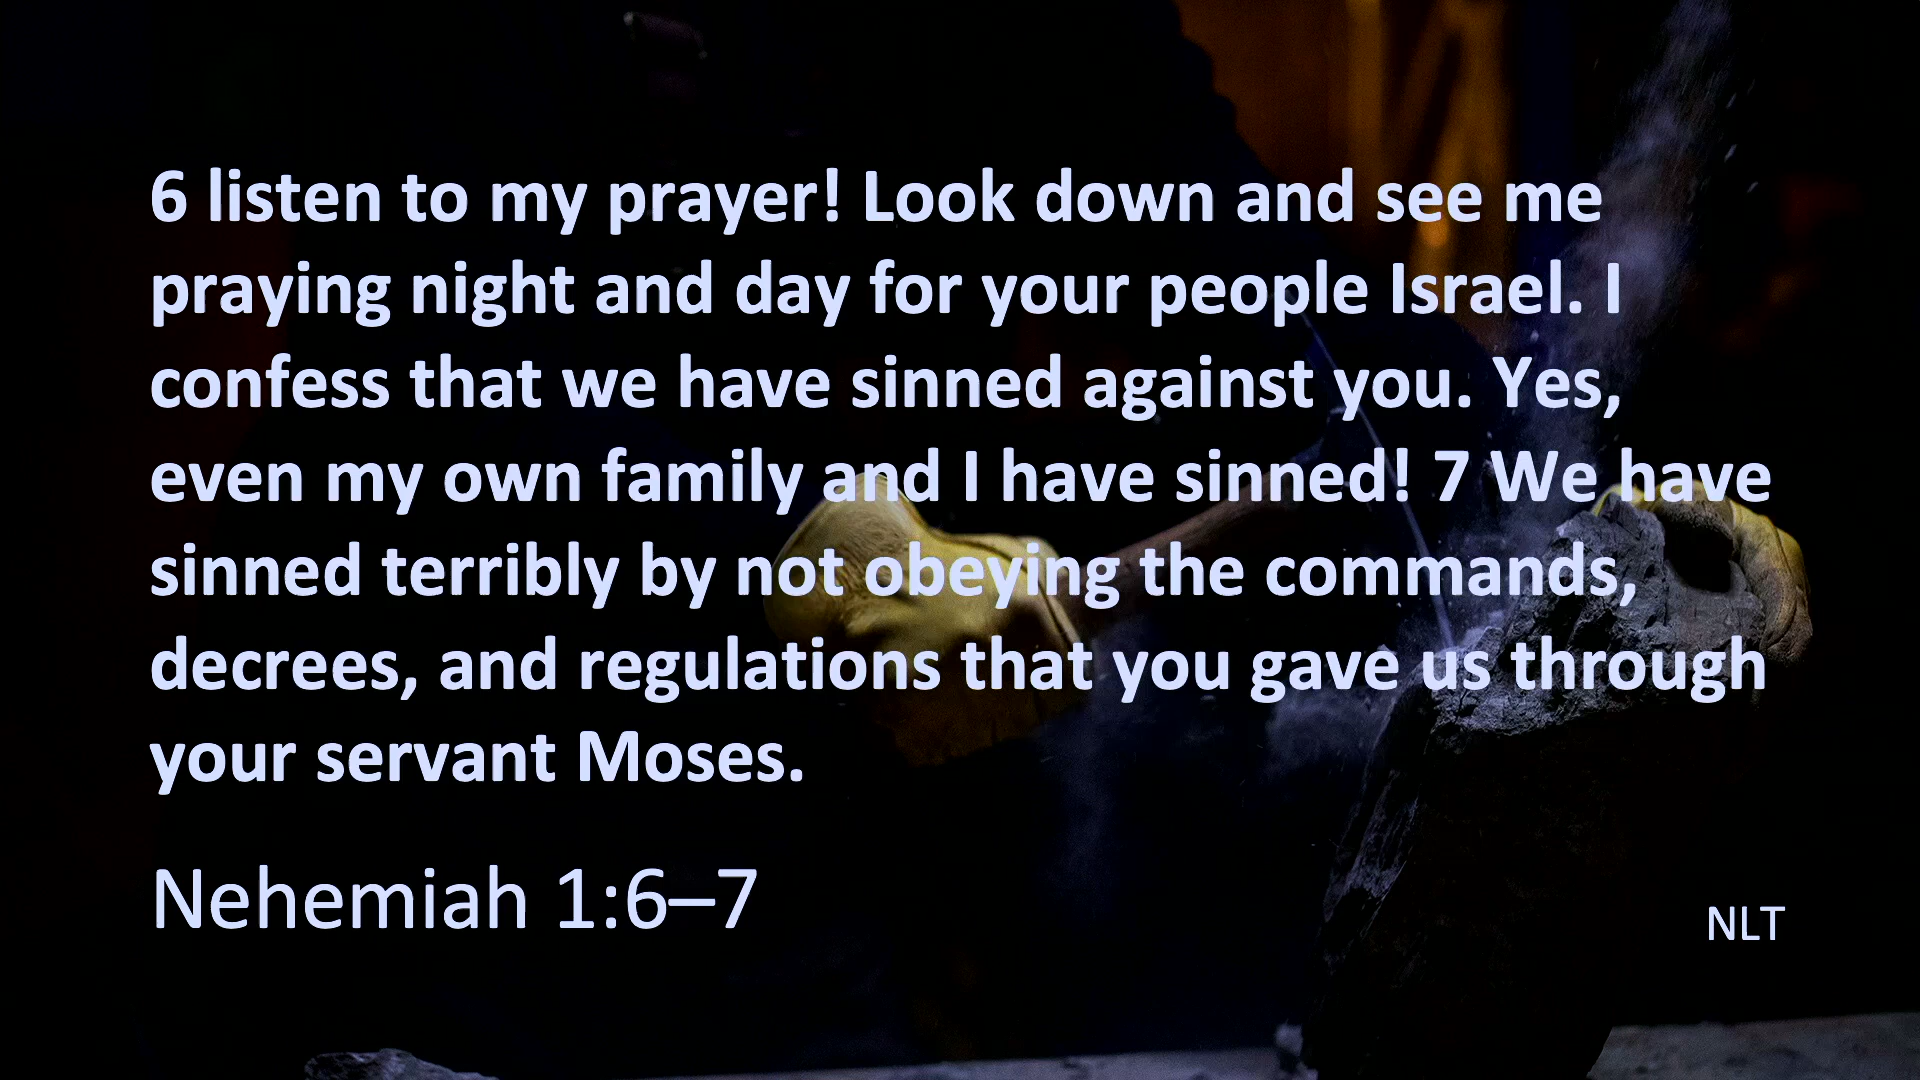 6 listen to my prayer! Look down and see me
praying night and day for your people Israel. I
confess that we have sinned against you. Yes,
even my own family and I have sinned! 7 We have
sinned terribly by not obeying the commands,
decrees, and regulations that you gave us through
your servant Moses.
Nehemiah 1:6–7
NLT